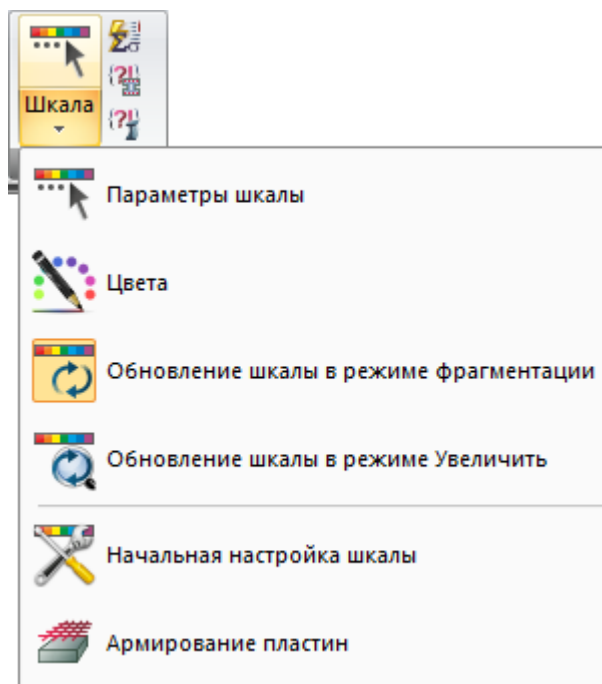 Шкала
Параметры шкалы
Цвета
Обновление шкалы в режиме фрагментации
Обновление шкалы в режиме Увеличить
Начальная настройка шкалы
Армирование пластин